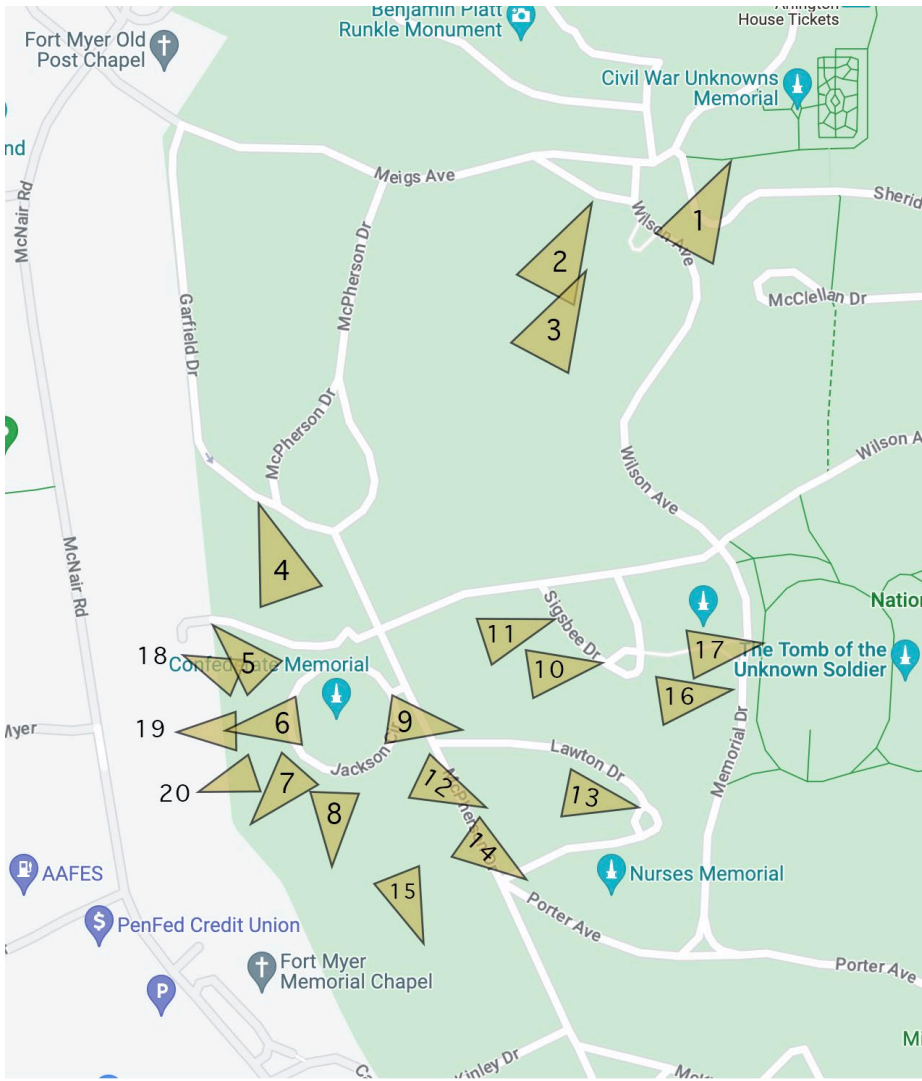 Benjamin Platt
Runkle Monument
House Tickets
Fort Myer Old
Post Chapel
Civil War Unknowns
Memorial
nd
Meigs Ave
McNair Rd
Wilson Ave
1
Sherid
2
McPherson Dr
McClellan Dr
Garfield Dr
3
McPherson Dr
Wilson A
Wilson Ave
McNair Rd
4
Natio
Sigsbee Dr
11
18
5
Confederate Memorial
10
17
The Tomb of the
Unknown Soldier
16
19
6
9
Myer
Memorial Dr
Jackson Cir
Lawton Dr
20
7
12
McPherson Dr
13
8
14
AAFES
Nurses Memorial
15
PenFed Credit Union
Porter Ave
Fort Myer
Memorial Chapel
Porter Ave
P
Mi
Kinley Dr